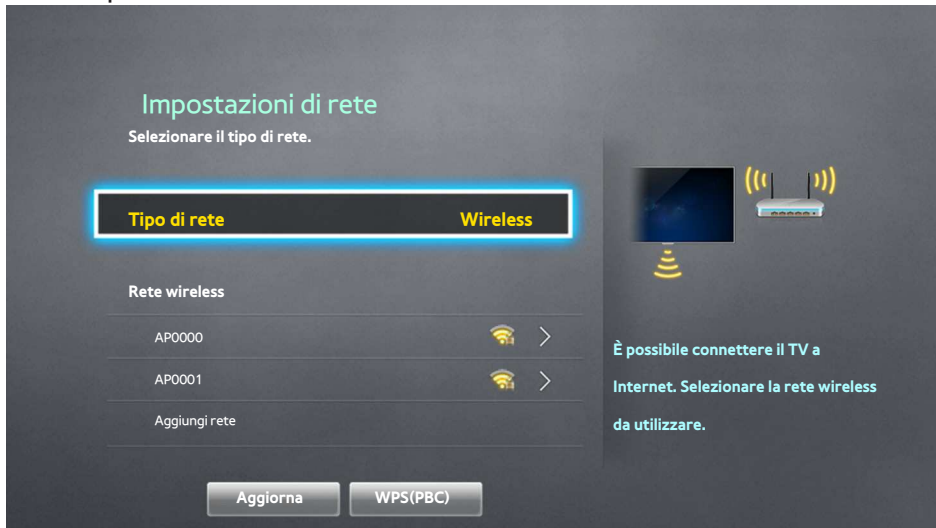 Impostazioni di rete
Selezionare il tipo di rete.
Tipo di rete Wireless
Rete wireless
AP0000
AP0001
Aggiungi rete
È possibile connettere il TV a
Internet. Selezionare la rete wireless
da utilizzare.
Aggiorna WPS(PBC)